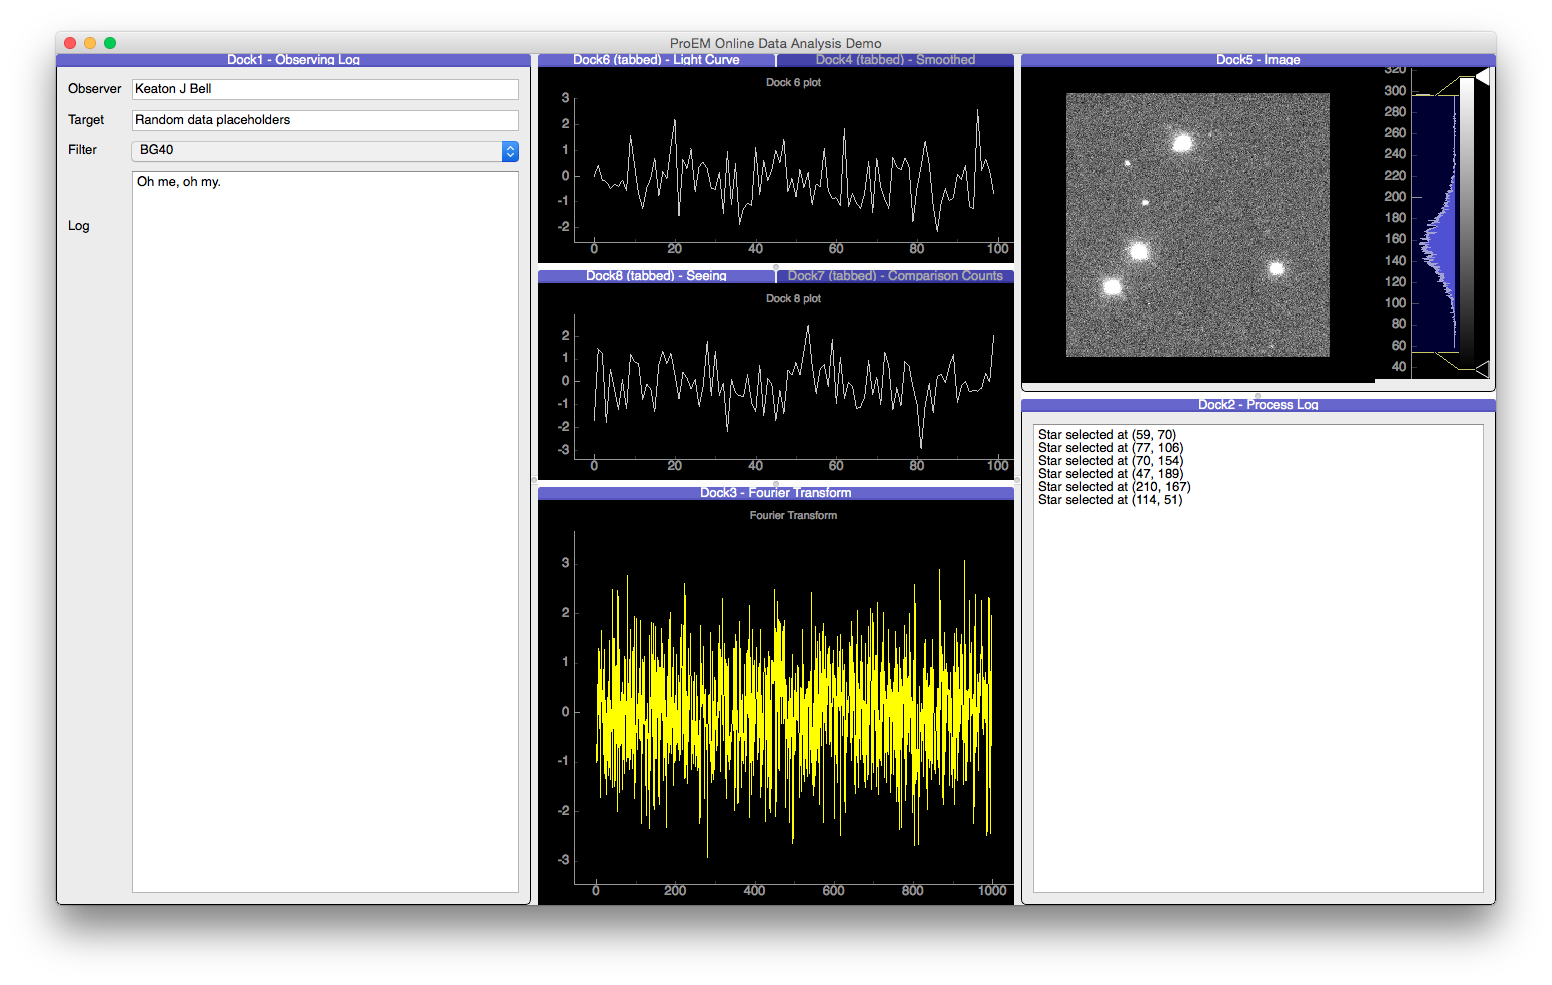 ProEM Online Data Analysis Demo
Dock1 - Observing Log
Observer Keaton J Bell
Target Random data placeholders
Filter BG40
Oh me, oh my.
Log
Dock6 (tabbed) - Light Curve Dock4 (tabbed) - Smoothed
Dock 6 plot
3
2
1
0
-1
-2
0 20 40 60 80 100
Dock8 (tabbed) - Seeing Dock7 (tabbed) - Comparison Counts
Dock 8 plot
2
1
0
-1
-2
-3
0 20 40 60 80 100
Dock3 - Fourier Transform
Fourier Transform
3
2
1
0
-1
-2
-3
0 200 400 600 800 1000
Dock5 - Image
320
300
280
260
240
220
200
180
160
140
120
100
80
60
40
Dock2 - Process Log
Star selected at (59, 70)
Star selected at (77, 106)
Star selected at (70, 154)
Star selected at (47, 189)
Star selected at (210, 167)
Star selected at (114, 51)